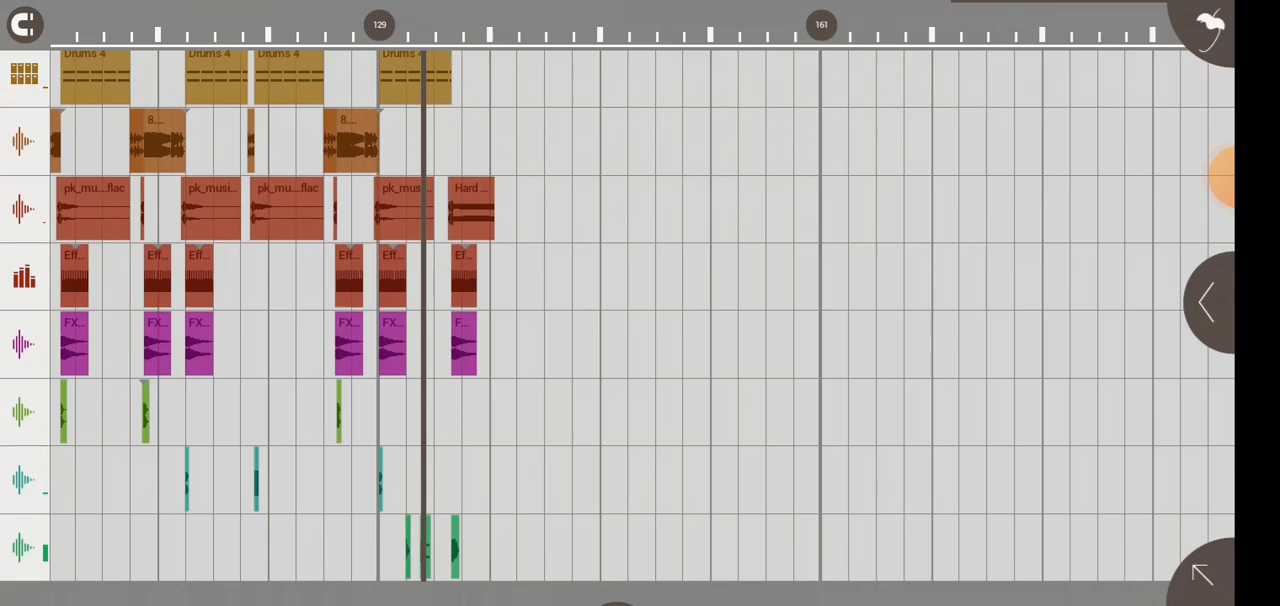 129 161
Drums 4 Drums 4 Drums 4 Drums 4
8.... 8....
pk_mu....flac pk_musi... pk_mu....flac pk_mus... Hard ...
Eff... Eff... Eff... Eff... Eff... Ef...
FX... FX... FX... FX... FX... F...